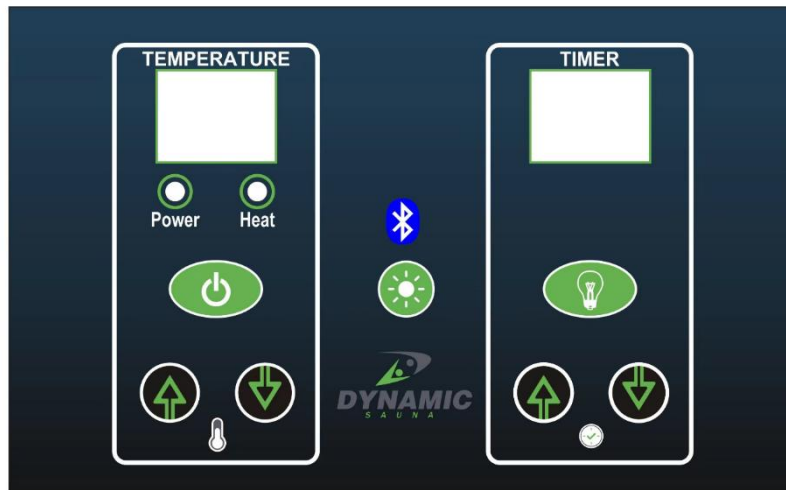 TEMPERATURE
TIMER
Power
Heat
DYNAMIC
SAUNA